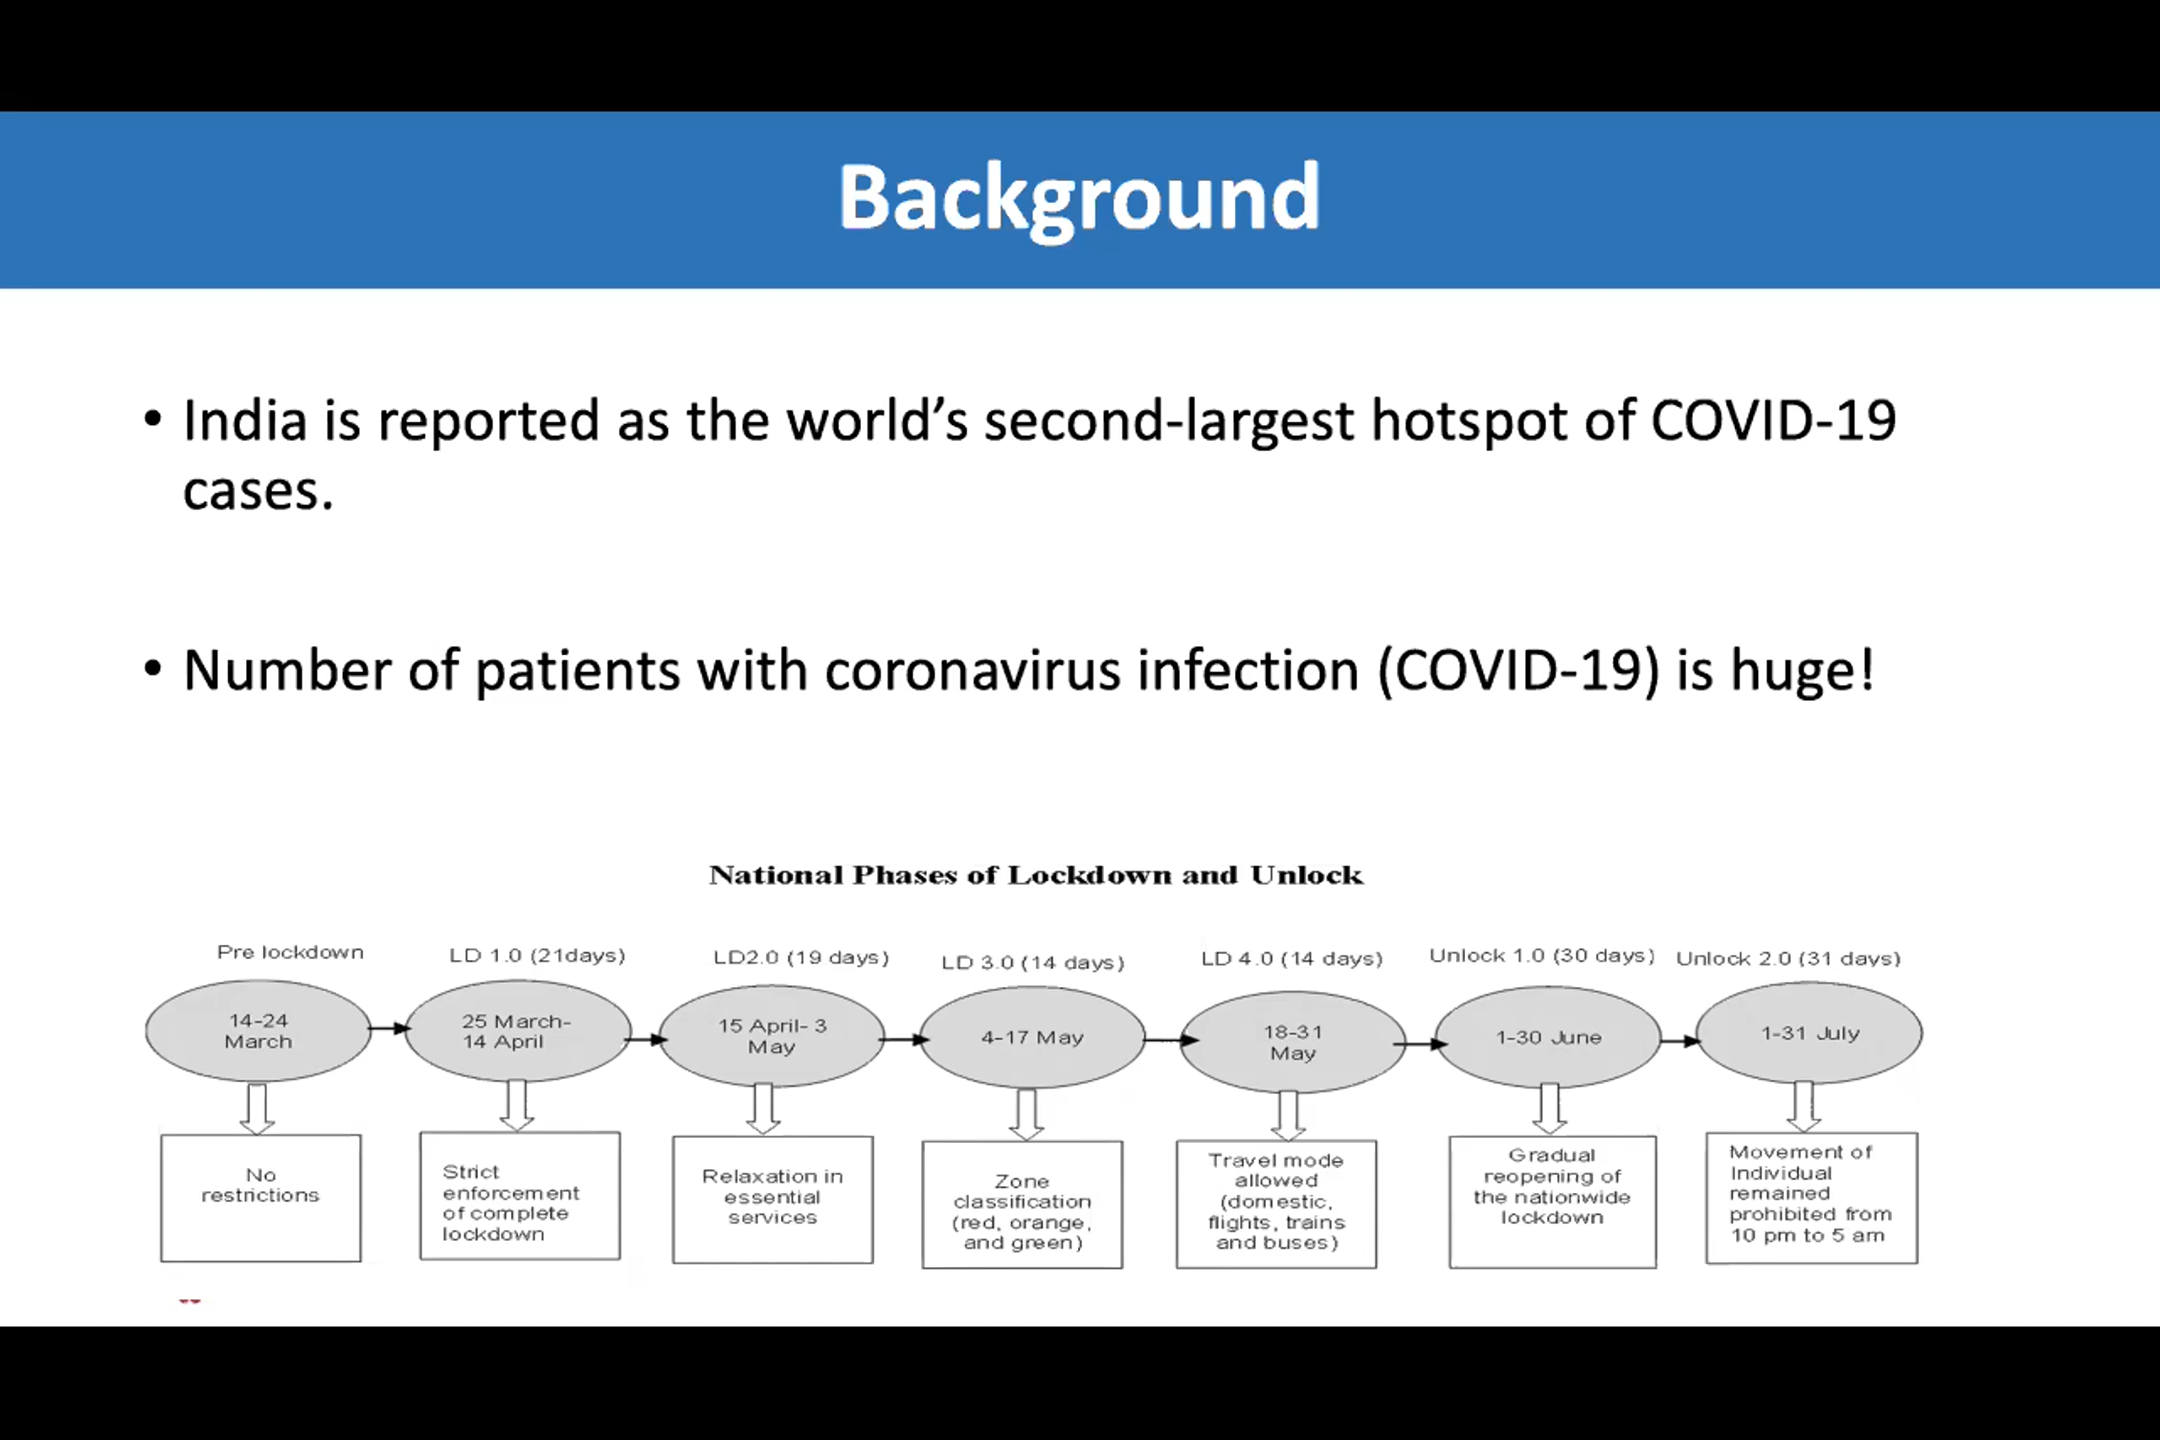 Background
• India is reported as the world's second-largest hotspot of COVID-19
cases.
• Number of patients with coronavirus infection (COVID-19) is huge!
National Phases of Lockdown and Unlock
Pre lockdown
14-24
March
No
restrictions
LD 1.0 (21days)
25 March-
14 April
Strict
enforcement
of complete
lockdown
LD2.0 (19 days)
15 April- 3
May
Relaxation in
essential
services
LD 3.0 (14 days)
4-17 May
Zone
classification
(red, orange,
and green)
LD 4.0 (14 days)
18-31
May
Travel mode
allowed
(domestic,
flights, trains
and buses)
Unlock 1.0 (30 days)
1-30 June
Gradual
reopening of
the nationwide
lockdown
Unlock 2.0 (31 days)
1-31 July
Movement of
Individual
remained
prohibited from
10 pm to 5 am